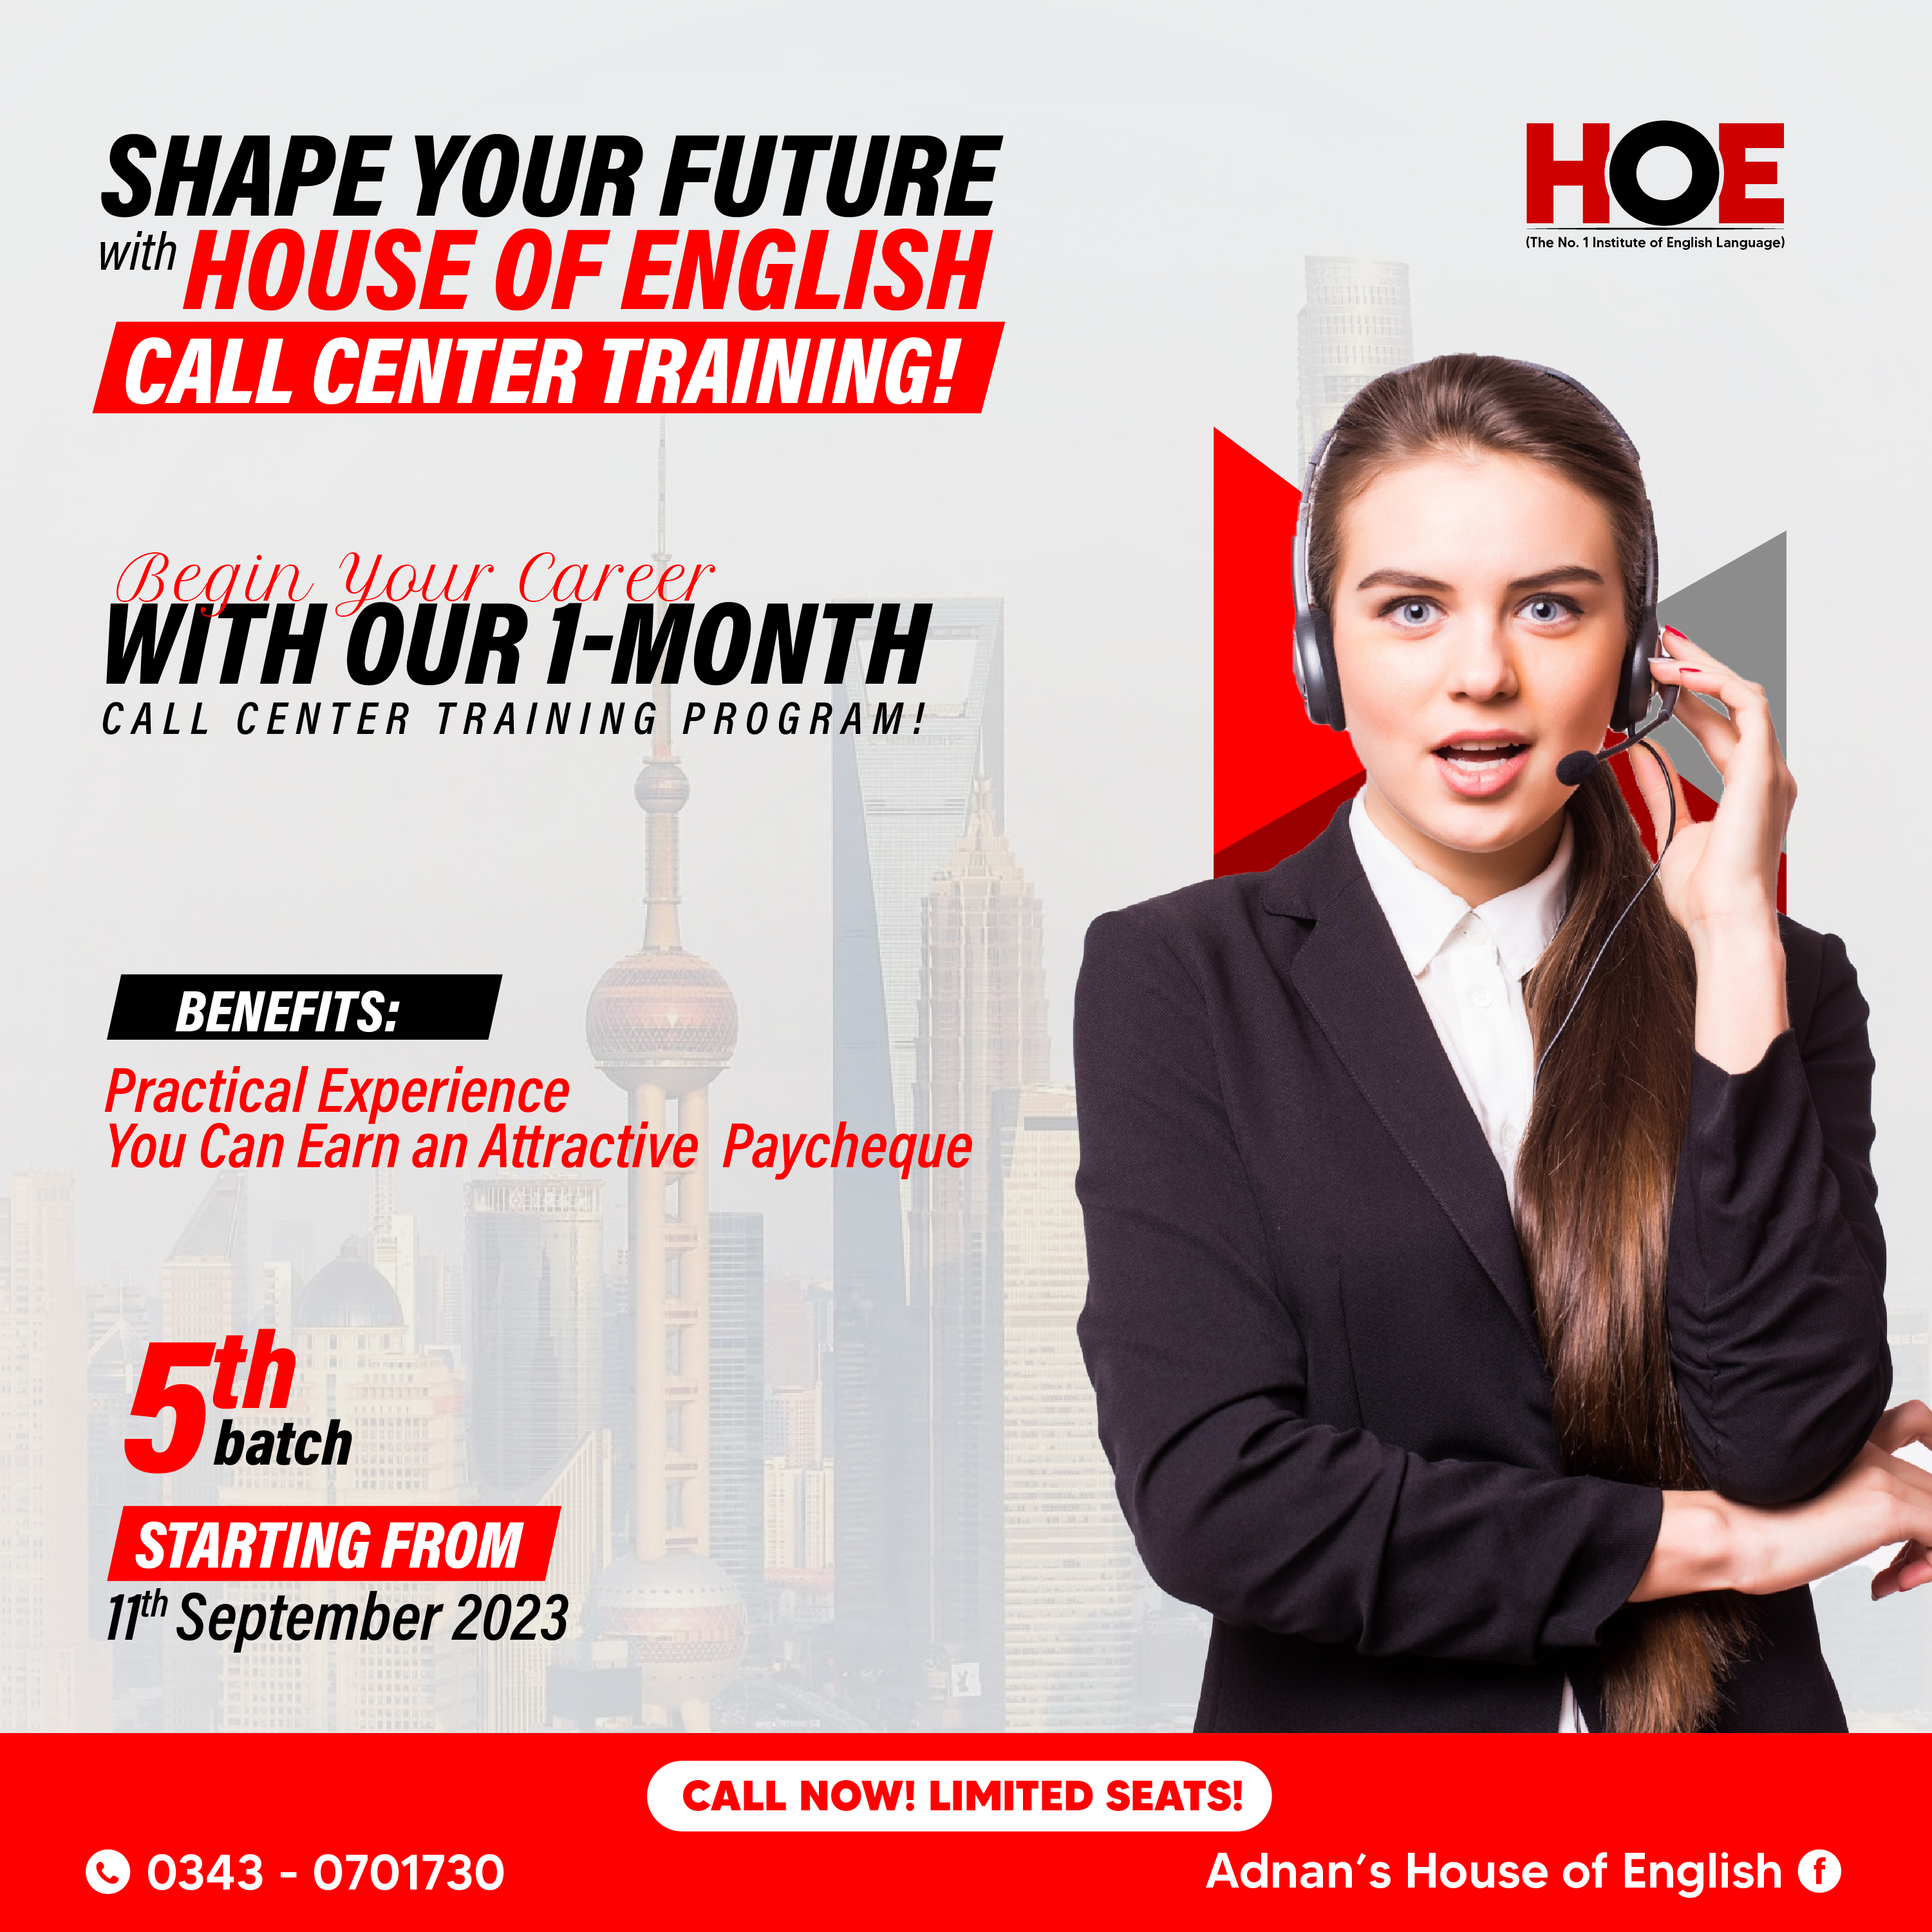 SHAPE YOUR FUTURE
with HOUSE OF ENGLISH
CALL CENTER TRAINING!
HOE
(The No. 1 Institute of English Language)
Begin Your Career
WITH OUR 1-MONTH
CALL CENTER TRAINING PROGRAM!
BENEFITS:
Practical Experience
You Can Earn an Attractive Paycheque
5th
batch
STARTING FROM
11th September 2023
CALL NOW! LIMITED SEATS!
0343 - 0701730
Adnan's House of English